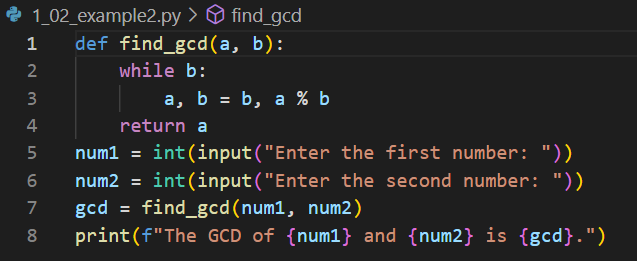 1_02_example2.py > find_gcd
1 def find_gcd(a, b):
2     while b:
3         a, b = b, a % b
4     return a
5 num1 = int(input("Enter the first number: "))
6 num2 = int(input("Enter the second number: "))
7 gcd = find_gcd(num1, num2)
8 print(f"The GCD of {num1} and {num2} is {gcd}.")